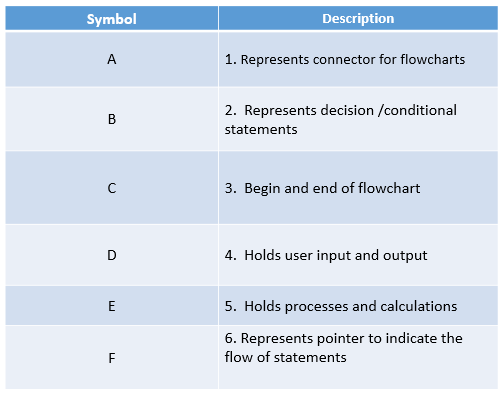 Symbol Description
A 1. Represents connector for flowcharts
B 2. Represents decision /conditional
statements
C 3. Begin and end of flowchart
D 4. Holds user input and output
E 5. Holds processes and calculations
F 6. Represents pointer to indicate the
flow of statements